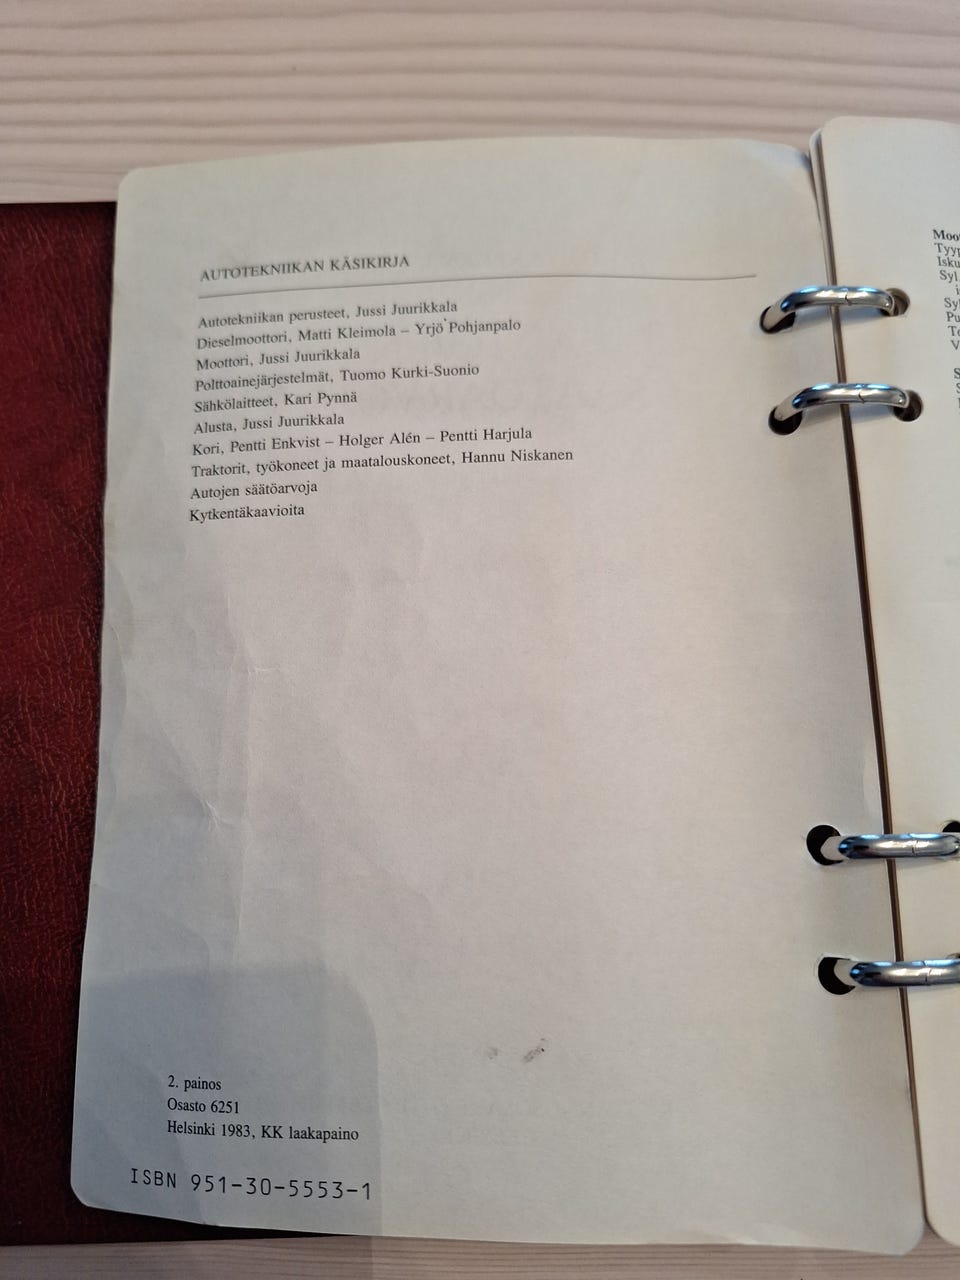 AUTOTEKNIIKAN KÄSIKIRJA
Autotekniikan perusteet, Jussi Juurikkala
Dieselmoottori, Matti Kleimola – Yrjö Pohjanpalo
Moottori, Jussi Juurikkala
Polttoainejärjestelmät, Tuomo Kurki-Suonio
Sähkölaitteet, Kari Pynnä
Alusta, Jussi Juurikkala
Kori, Pentti Enkvist – Holger Alén – Pentti Harjula
Traktorit, työkoneet ja maatalouskoneet, Hannu Niskanen
Autojen säätöarvoja
Kytkentäkaavioita
2. painos
Osasto 6251
Helsinki 1983, KK laakapaino
ISBN 951-30-5553-1